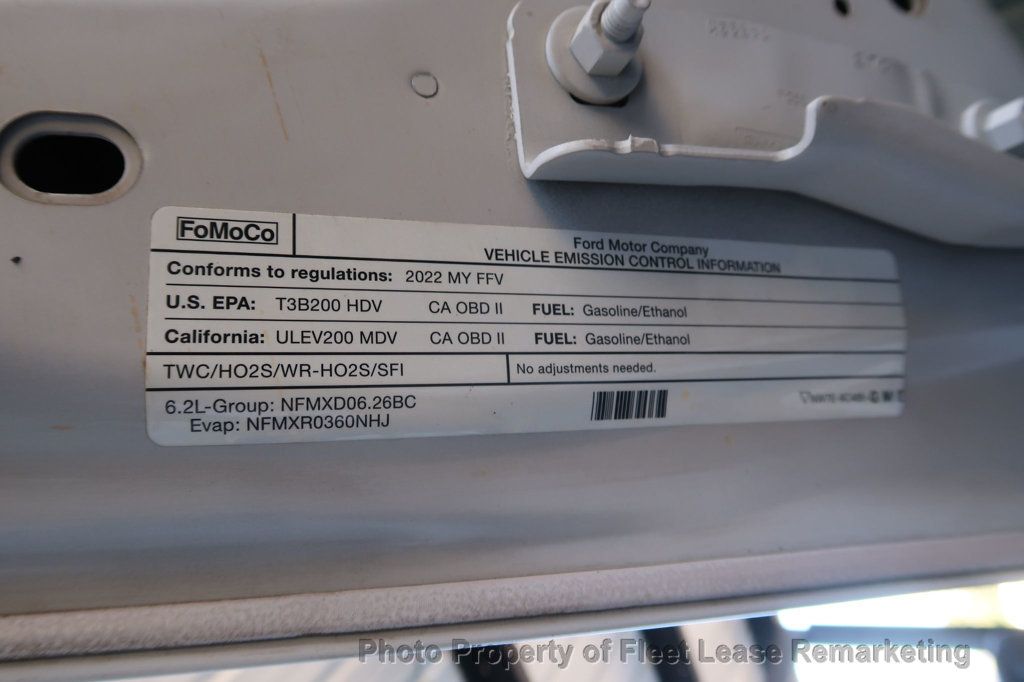 FoMoCo
Ford Motor Company
VEHICLE EMISSION CONTROL INFORMATION
Conforms to regulations: 2022 MY FFV
U.S. EPA: T3B200 HDV CA OBD II FUEL: Gasoline/Ethanol
California: ULEV200 MDV CA OBD II FUEL: Gasoline/Ethanol
TWC/HO2S/WR-HO2S/SFI No adjustments needed.
6.2L-Group: NFMXD06.26BC
Evap: NFMXR0360NHJ
Photo Property of Fleet Lease Remarketing